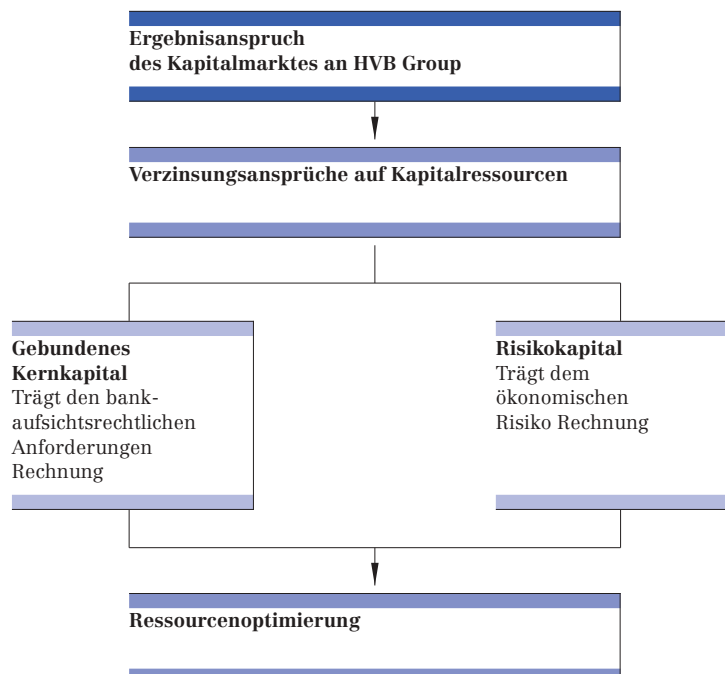 Ergebnisanspruch
des Kapitalmarktes an HVB Group
Verzinsungsansprüche auf Kapitalressourcen
Gebundenes
Kernkapital
Trägt den bank-
aufsichtsrechtlichen
Anforderungen
Rechnung
Risikokapital
Trägt dem
ökonomischen
Risiko Rechnung
Ressourcenoptimierung